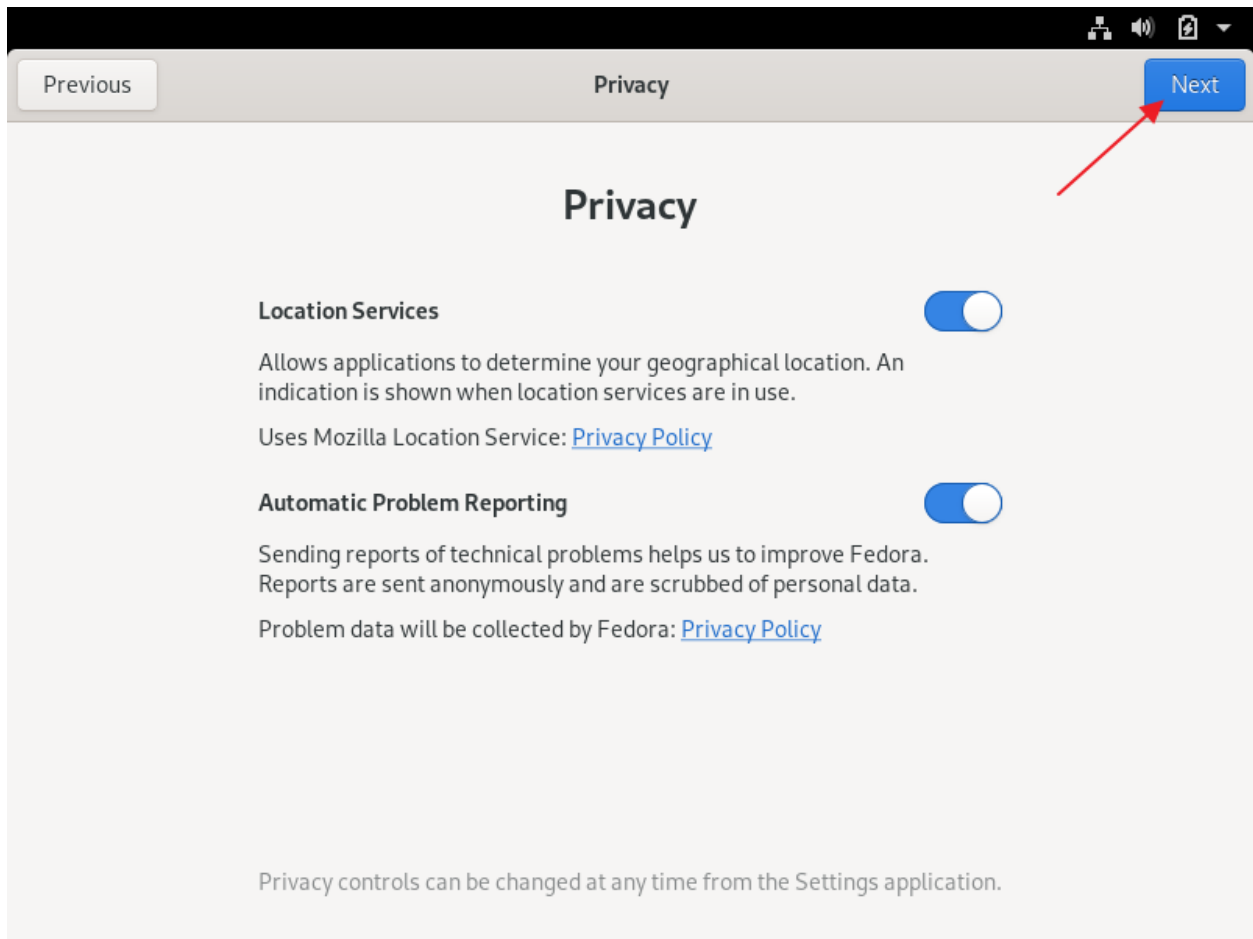 Previous
Privacy
Next
Privacy
Location Services
Allows applications to determine your geographical location. An
indication is shown when location services are in use.
Uses Mozilla Location Service: Privacy Policy
Automatic Problem Reporting
Sending reports of technical problems helps us to improve Fedora.
Reports are sent anonymously and are scrubbed of personal data.
Problem data will be collected by Fedora: Privacy Policy
Privacy controls can be changed at any time from the Settings application.